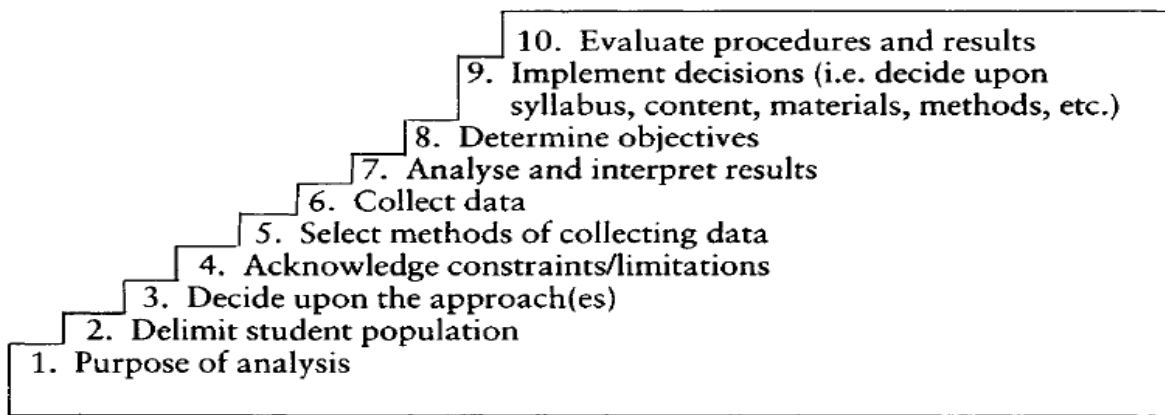 10. Evaluate procedures and results
9. Implement decisions (i.e. decide upon
syllabus, content, materials, methods, etc.)
8. Determine objectives
7. Analyse and interpret results
6. Collect data
5. Select methods of collecting data
4. Acknowledge constraints/limitations
3. Decide upon the approach(es)
2. Delimit student population
1. Purpose of analysis